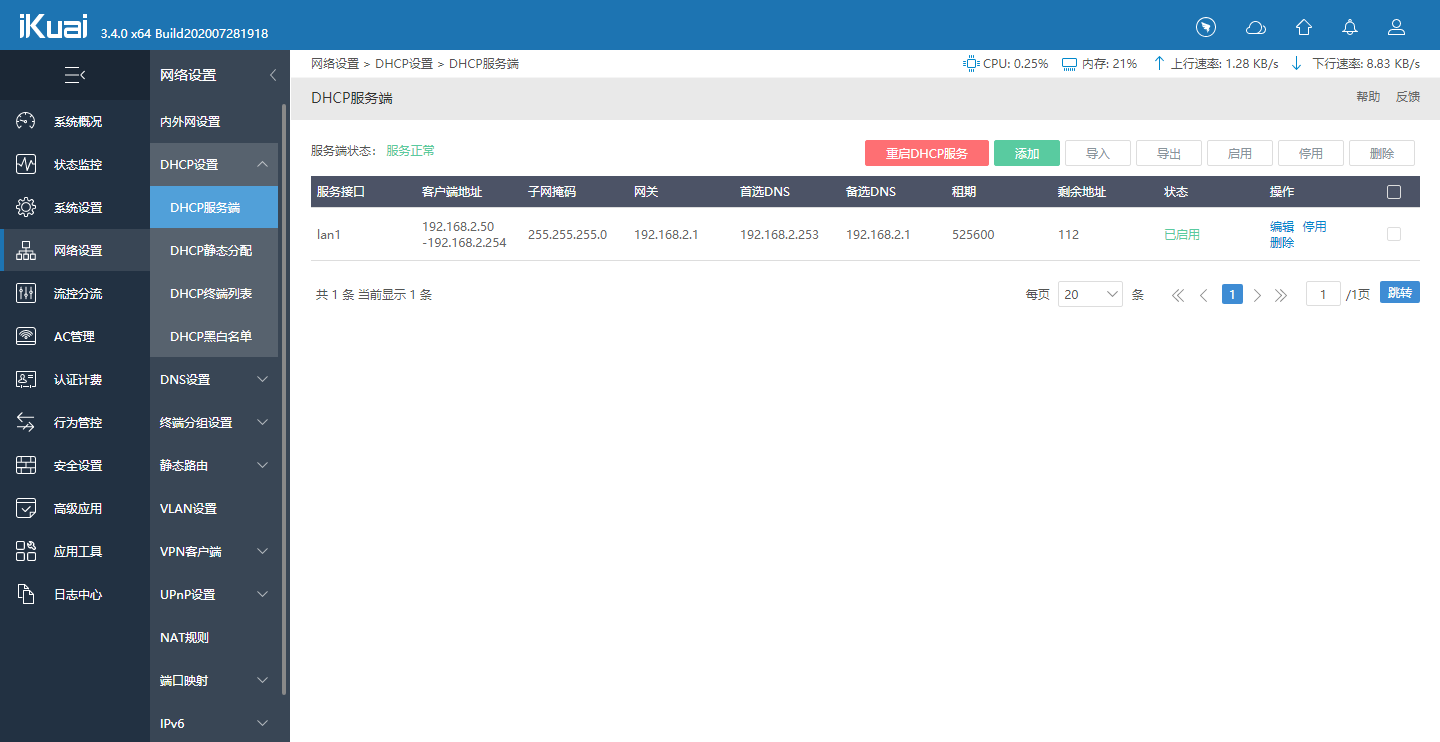 iKuai 3.4.0 x64 Build202007281918
网络设置
系统概况
状态监控
系统设置
网络设置
流控分流
AC管理
认证计费
行为管控
安全设置
高级应用
应用工具
日志中心
内外网设置
DHCP设置
DHCP服务端
DHCP静态分配
DHCP终端列表
DHCP黑白名单
DNS设置
终端分组设置
静态路由
VLAN设置
VPN客户端
UPnP设置
NAT规则
端口映射
IPv6
网络设置 > DHCP设置 > DHCP服务端 CPU: 0.25% 内存: 21% 上行速率: 1.28 KB/s 下行速率: 8.83 KB/s
DHCP服务端 帮助 反馈
服务端状态: 服务正常 重启DHCP服务 添加 导入 导出 启用 停用 删除
服务接口 客户端地址 子网掩码 网关 首选DNS 备选DNS 租期 剩余地址 状态 操作
lan1 192.168.2.50
-192.168.2.254 255.255.255.0 192.168.2.1 192.168.2.253 192.168.2.1 525600 112 已启用 编辑 停用
删除
共 1 条 当前显示 1 条 每页 20 条 1 1 /1页 跳转